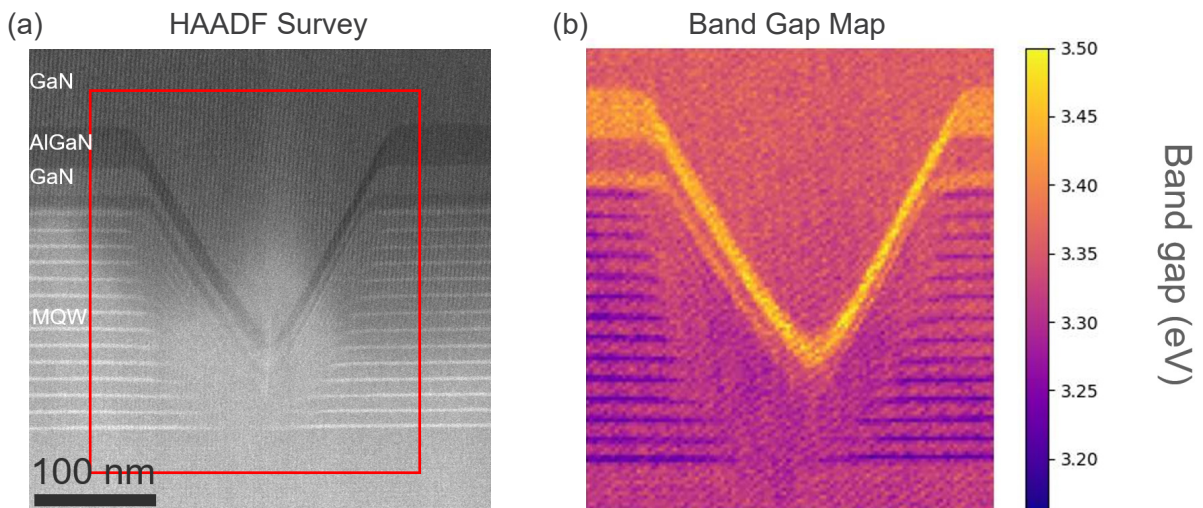 (a)
HAADF Survey
GaN
AlGaN
GaN
MQW
100 nm
(b)
Band Gap Map
3.50
3.45
3.40
3.35
3.30
3.25
3.20
Band gap (eV)